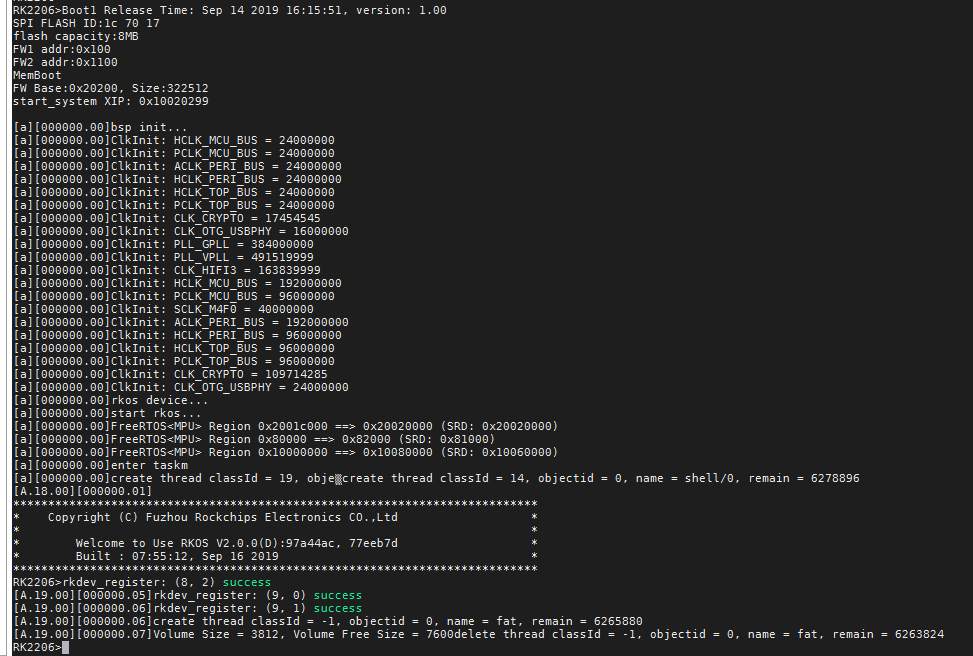 RK2206>Boot1 Release Time: Sep 14 2019 16:15:51, version: 1.00
SPI FLASH ID:1c 70 17
flash capacity:8MB
FW1 addr:0x100
FW2 addr:0x1100
MemBoot
FW Base:0x20200, Size:322512
start_system XIP: 0x10020299
[a][000000.00]bsp init...
[a][000000.00]ClkInit: HCLK_MCU_BUS = 24000000
[a][000000.00]ClkInit: PCLK_MCU_BUS = 24000000
[a][000000.00]ClkInit: ACLK_PERI_BUS = 24000000
[a][000000.00]ClkInit: HCLK_PERI_BUS = 24000000
[a][000000.00]ClkInit: HCLK_TOP_BUS = 24000000
[a][000000.00]ClkInit: PCLK_TOP_BUS = 24000000
[a][000000.00]ClkInit: CLK_CRYPTO = 17454545
[a][000000.00]ClkInit: CLK_OTG_USBPHY = 16000000
[a][000000.00]ClkInit: PLL_GPLL = 384000000
[a][000000.00]ClkInit: PLL_VPLL = 491519999
[a][000000.00]ClkInit: CLK_HIFI3 = 163839999
[a][000000.00]ClkInit: HCLK_MCU_BUS = 192000000
[a][000000.00]ClkInit: PCLK_MCU_BUS = 96000000
[a][000000.00]ClkInit: SCLK_M4F0 = 40000000
[a][000000.00]ClkInit: ACLK_PERI_BUS = 192000000
[a][000000.00]ClkInit: HCLK_PERI_BUS = 96000000
[a][000000.00]ClkInit: HCLK_TOP_BUS = 96000000
[a][000000.00]ClkInit: PCLK_TOP_BUS = 96000000
[a][000000.00]ClkInit: CLK_CRYPTO = 109714285
[a][000000.00]ClkInit: CLK_OTG_USBPHY = 24000000
[a][000000.00]rkos device...
[a][000000.00]start rkos...
[a][000000.00]FreeRTOS<MPU> Region 0x2001c000 ==> 0x20020000 (SRD: 0x20020000)
[a][000000.00]FreeRTOS<MPU> Region 0x80000 ==> 0x82000 (SRD: 0x81000)
[a][000000.00]FreeRTOS<MPU> Region 0x10000000 ==> 0x10080000 (SRD: 0x10060000)
[a][000000.00]enter taskm
[a][000000.00]create thread classId = 19, obje▒create thread classId = 14, objectid = 0, name = shell/0, remain = 6278896
[A.18.00][000000.01]
***************************************************************************
*    Copyright (C) Fuzhou Rockchips Electronics CO.,Ltd                   *
*                                                                         *
*        Welcome to Use RKOS V2.0.0(D):97a44ac, 77eeb7d                   *
*        Built : 07:55:12, Sep 16 2019                                    *
***************************************************************************
RK2206>rkdev_register: (8, 2) success
[A.19.00][000000.05]rkdev_register: (9, 0) success
[A.19.00][000000.06]rkdev_register: (9, 1) success
[A.19.00][000000.06]create thread classId = -1, objectid = 0, name = fat, remain = 6265880
[A.19.00][000000.07]Volume Size = 3812, Volume Free Size = 7600delete thread classId = -1, objectid = 0, name = fat, remain = 6263824
RK2206>